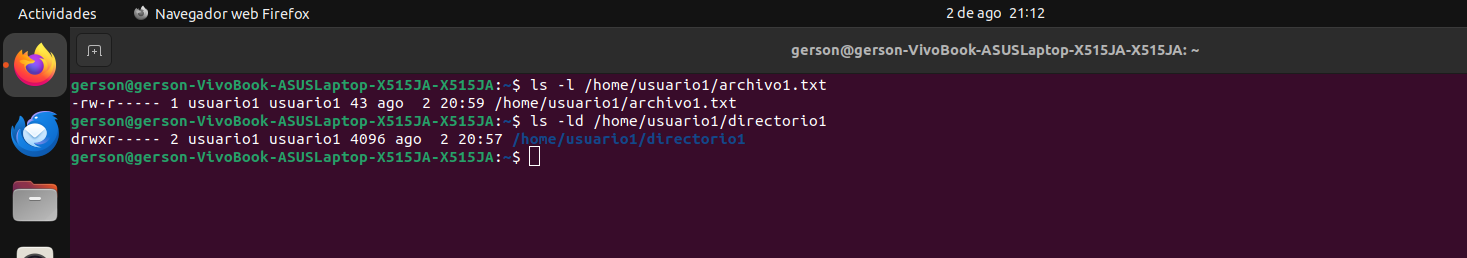 Actividades
Navegador web Firefox
2 de ago 21:12
gerson@gerson-VivoBook-ASUSLaptop-X515JA-X515JA: ~
gerson@gerson-VivoBook-ASUSLaptop-X515JA-X515JA:~$ ls -l /home/usuario1/archivo1.txt
-rw-r----- 1 usuario1 usuario1 43 ago  2 20:59 /home/usuario1/archivo1.txt
gerson@gerson-VivoBook-ASUSLaptop-X515JA-X515JA:~$ ls -ld /home/usuario1/directorio1
drwxr----- 2 usuario1 usuario1 4096 ago  2 20:57 /home/usuario1/directorio1
gerson@gerson-VivoBook-ASUSLaptop-X515JA-X515JA:~$